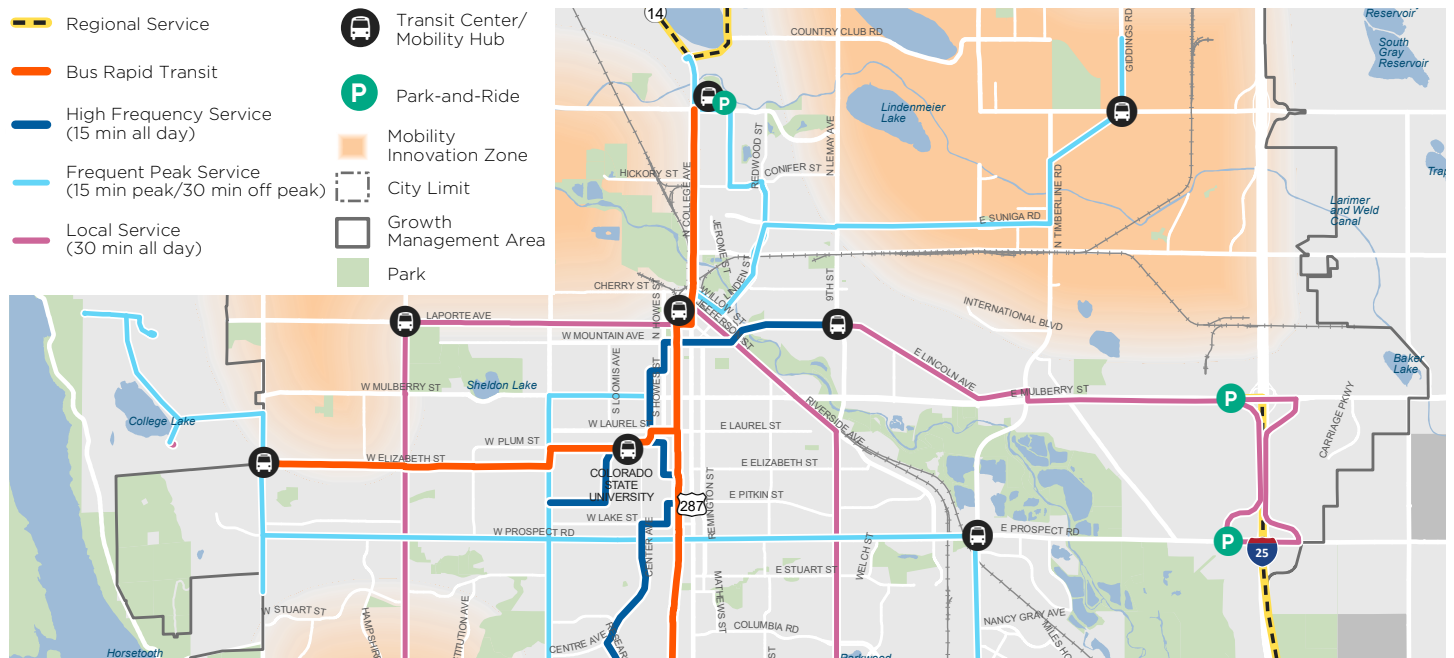 Regional Service
Bus Rapid Transit
High Frequency Service
(15 min all day)
Frequent Peak Service
(15 min peak/30 min off peak)
Local Service
(30 min all day)
Transit Center/
Mobility Hub
P
Park-and-Ride
Mobility
Innovation Zone
City Limit
Growth
Management Area
Park
14
COUNTRY CLUB RD
GIDDINGS RD
Reservoir
South
Gray
Reservoir
P
Lindenmeier
Lake
REDWOOD ST
N LEMAY AVE
CONIFER ST
HICKORY ST
N COLLEGE AVE
N TIMBERLINE RD
E SUNIGA RD
Larimer
and Weld
Canal
JEROME ST
LINDEN ST
CHERRY ST
N HOWES ST
WILLOW ST
JEFFERSON ST
9TH ST
INTERNATIONAL BLVD
LAPORTE AVE
W MOUNTAIN AVE
S LOOMIS AVE
S HOWES ST
E LINCOLN AVE
Baker
Lake
W MULBERRY ST
Sheldon Lake
E MULBERRY ST
P
CARRIAGE PKWY
College Lake
RIVERSIDE AVE
W LAUREL ST
E LAUREL ST
W PLUM ST
W ELIZABETH ST
E ELIZABETH ST
COLORADO
STATE
UNIVERSITY
287
REMINGTON ST
E PITKIN ST
W LAKE ST
W PROSPECT RD
E PROSPECT RD
P
25
CENTER AVE
WELCH ST
E STUART ST
MATHEWS ST
W STUART ST
NANCY GRAY AVE
COLUMBIA RD
CENTRE AVE
Horsetooth